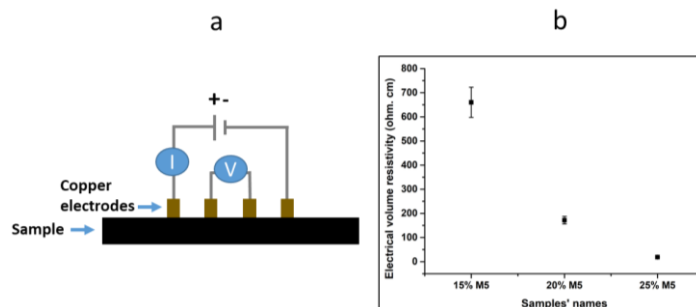 a
b
+-
I
V
Copper
electrodes
Sample
Electrical volume resistivity (ohm. cm)
800
700
600
500
400
300
200
100
0
15% M5
20% M5
25% M5
Samples' names